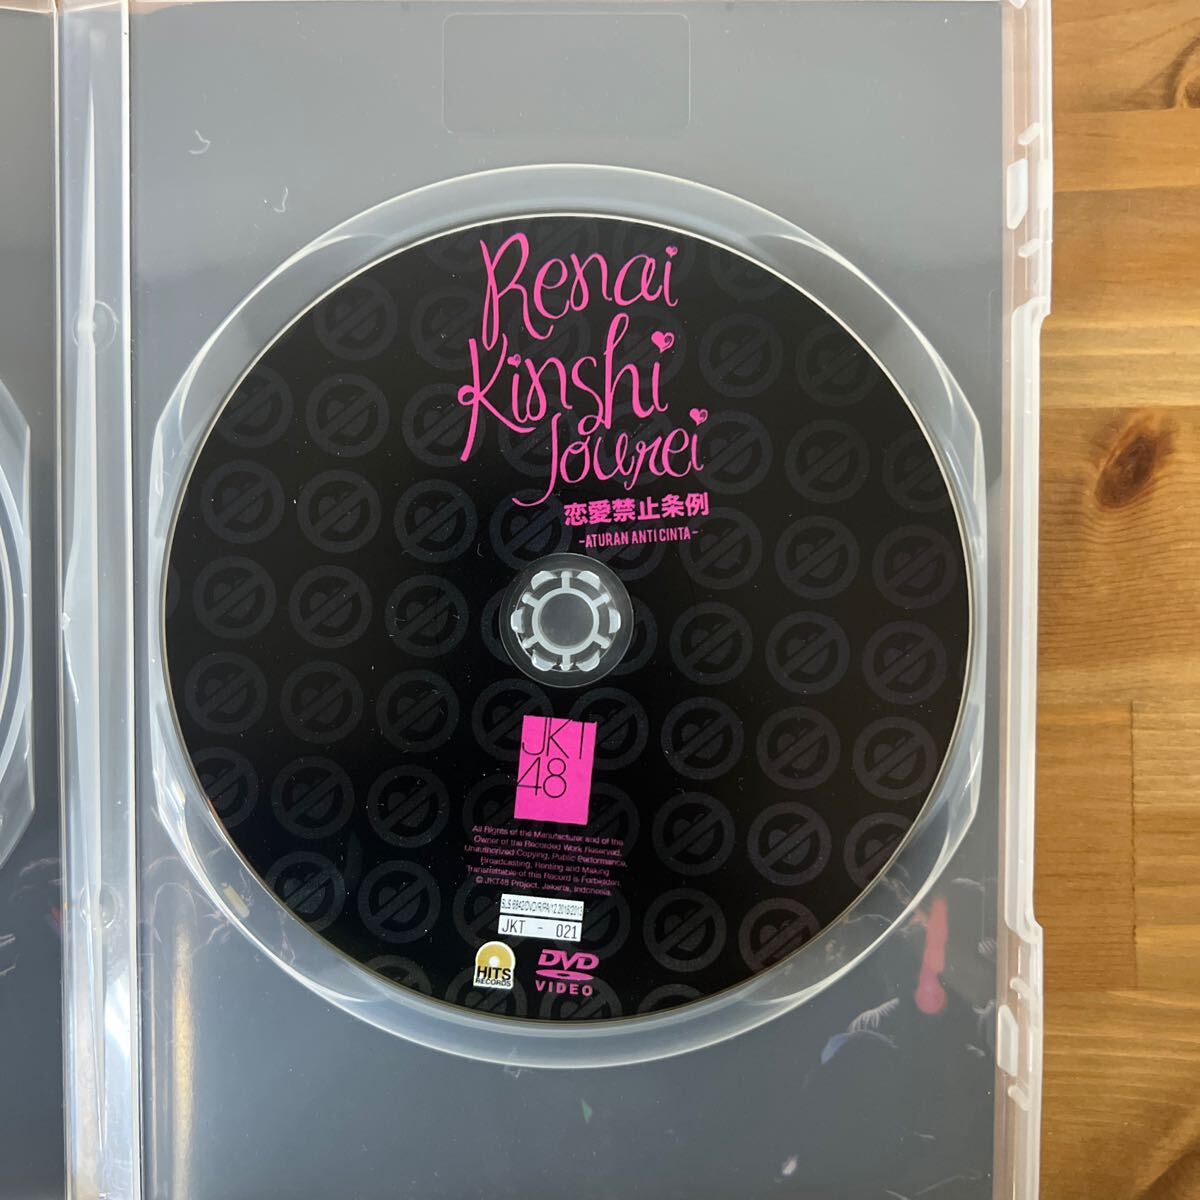 Renai
Kinshi
Jourei
恋愛禁止条例
-ATURAN ANTI CINTA-
JKT
48
All Rights of the Manufacturer and of the
Owner of the Recorded Work Reserved.
Unauthorized Copying, Public Performance,
Broadcasting, Renting and Making
Transfertable of this Record is Forbidden.
© JKT48 Project. Jakarta, Indonesia.
JKT - 021
HITS
RECORDS
DVD
VIDEO